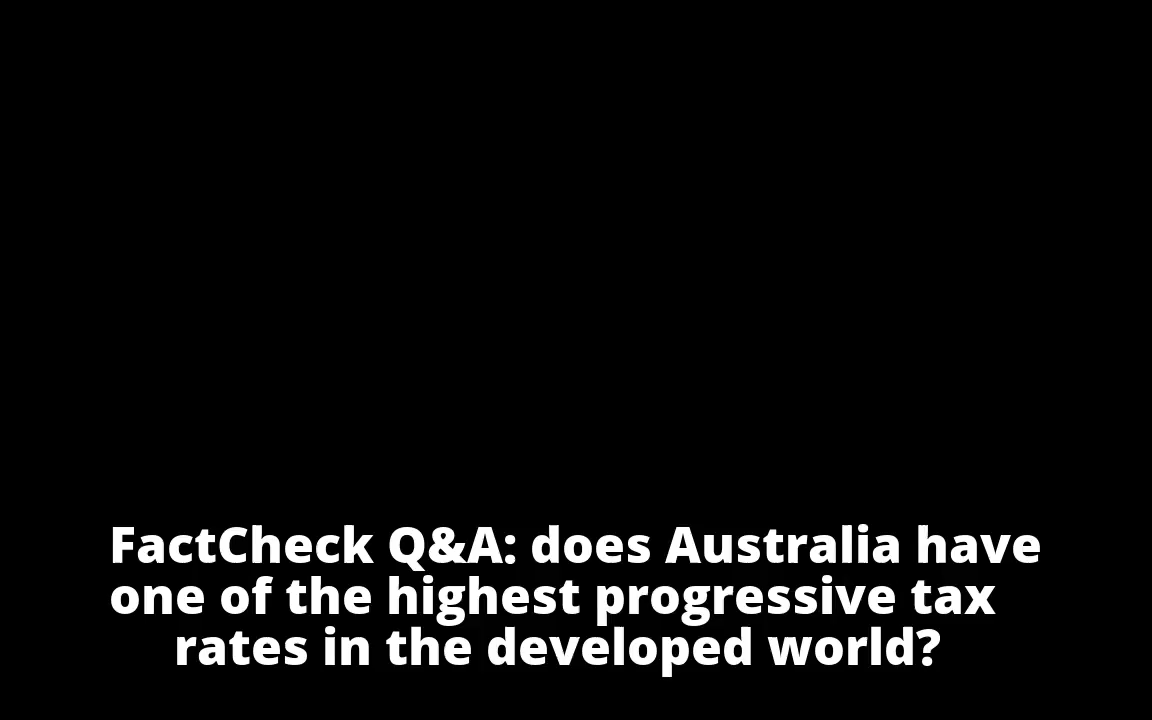 FactCheck Q&A: does Australia have
one of the highest progressive tax
rates in the developed world?